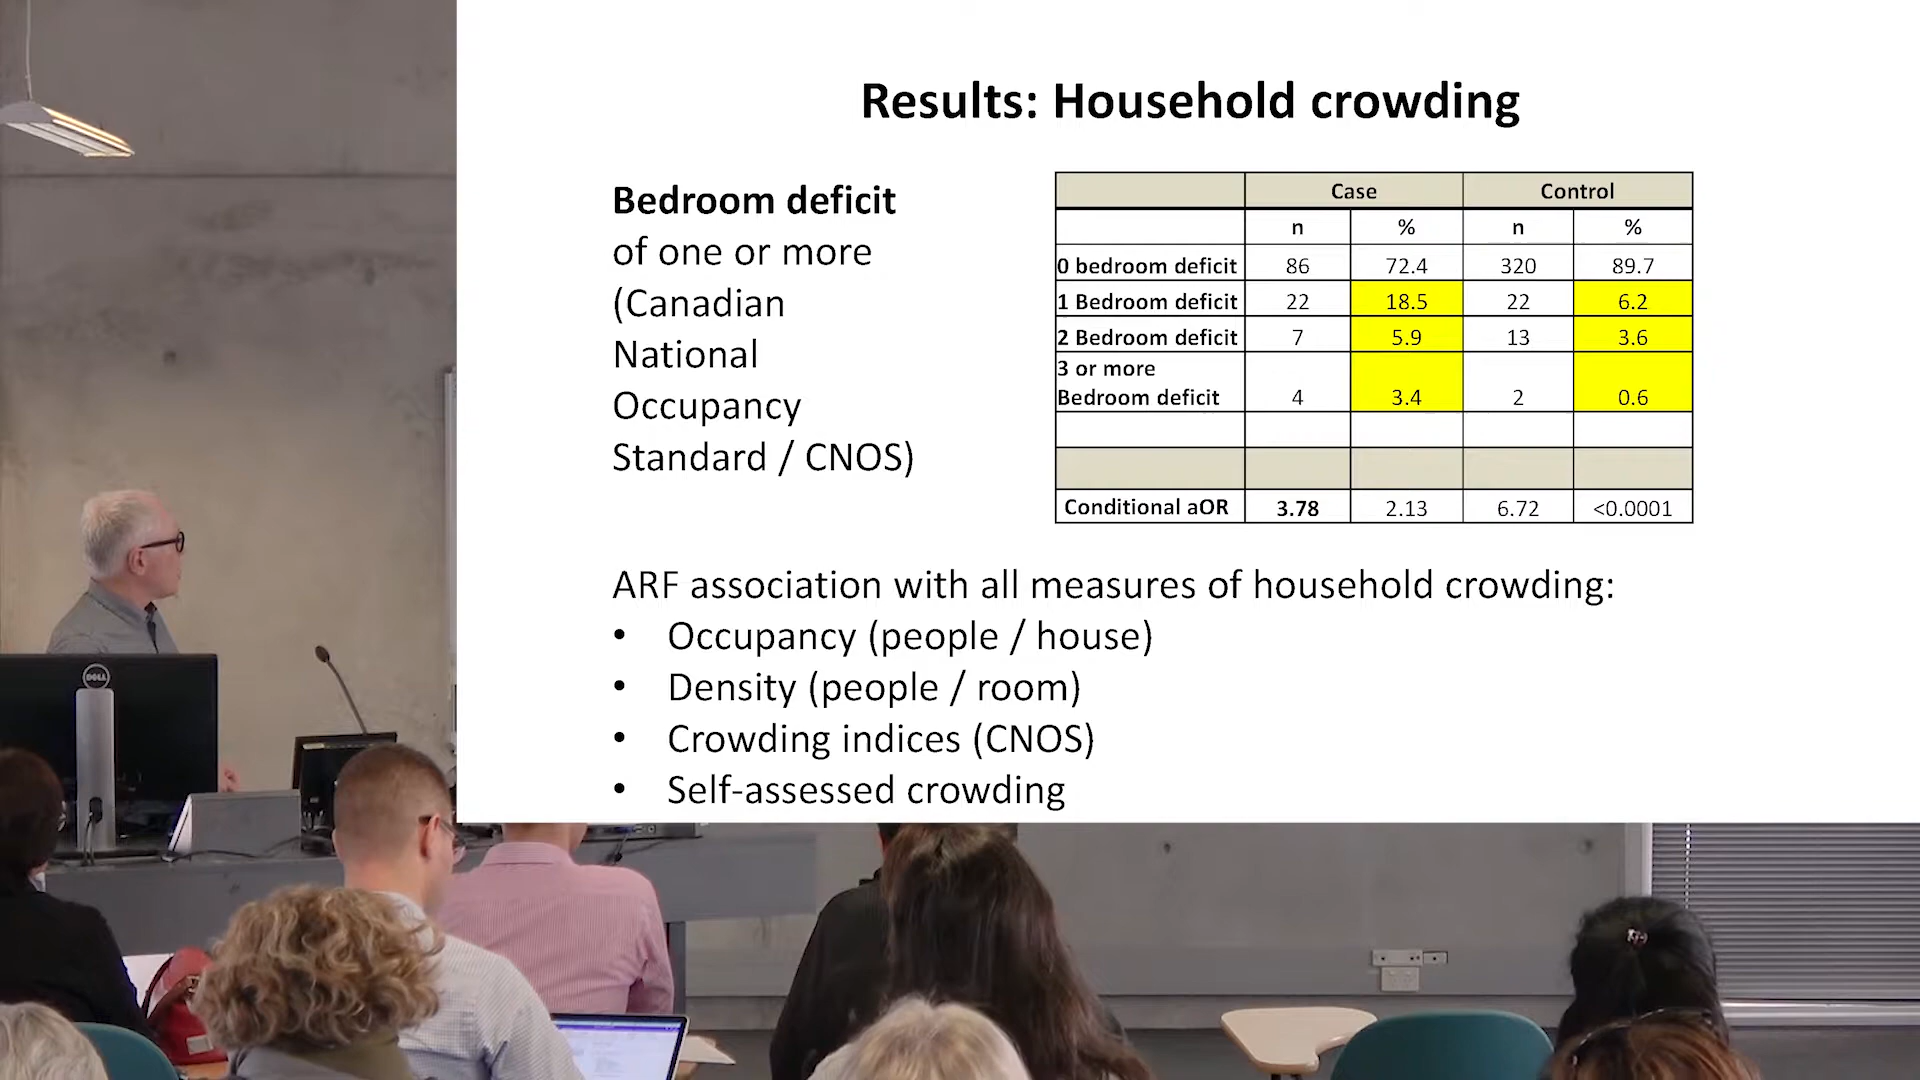 Results: Household crowding
Bedroom deficit
of one or more
(Canadian
National
Occupancy
Standard / CNOS)
Case Control
n % n %
0 bedroom deficit 86 72.4 320 89.7
1 Bedroom deficit 22 18.5 22 6.2
2 Bedroom deficit 7 5.9 13 3.6
3 or more
Bedroom deficit 4 3.4 2 0.6
Conditional aOR 3.78 2.13 6.72 <0.0001
ARF association with all measures of household crowding:
• Occupancy (people / house)
• Density (people / room)
• Crowding indices (CNOS)
• Self-assessed crowding
DELL